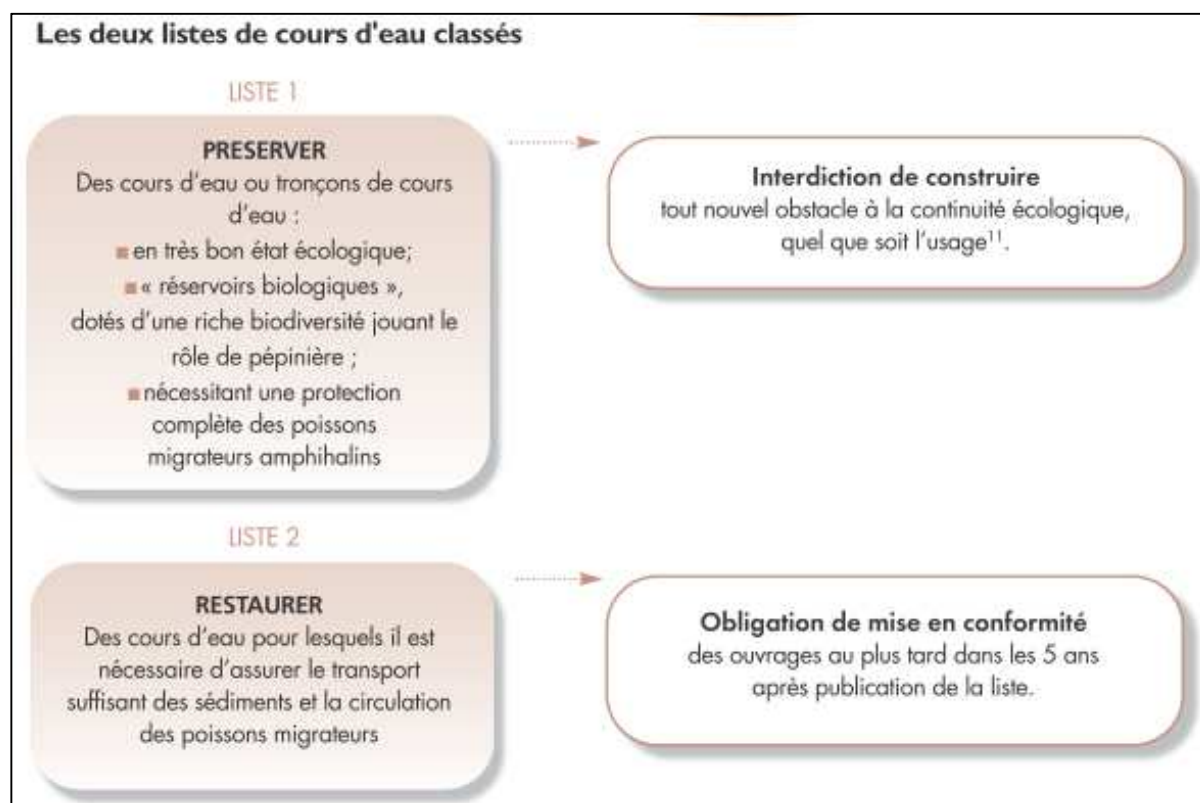 Les deux listes de cours d'eau classés
LISTE 1
PRESERVER
Des cours d'eau ou tronçons de cours
d'eau :
■ en très bon état écologique;
■ « réservoirs biologiques »,
dotés d'une riche biodiversité jouant le
rôle de pépinière ;
■ nécessitant une protection
complète des poissons
migrateurs amphihalins
Interdiction de construire
tout nouvel obstacle à la continuité écologique,
quel que soit l'usage¹¹.
LISTE 2
RESTAURER
Des cours d'eau pour lesquels il est
nécessaire d'assurer le transport
suffisant des sédiments et la circulation
des poissons migrateurs
Obligation de mise en conformité
des ouvrages au plus tard dans les 5 ans
après publication de la liste.